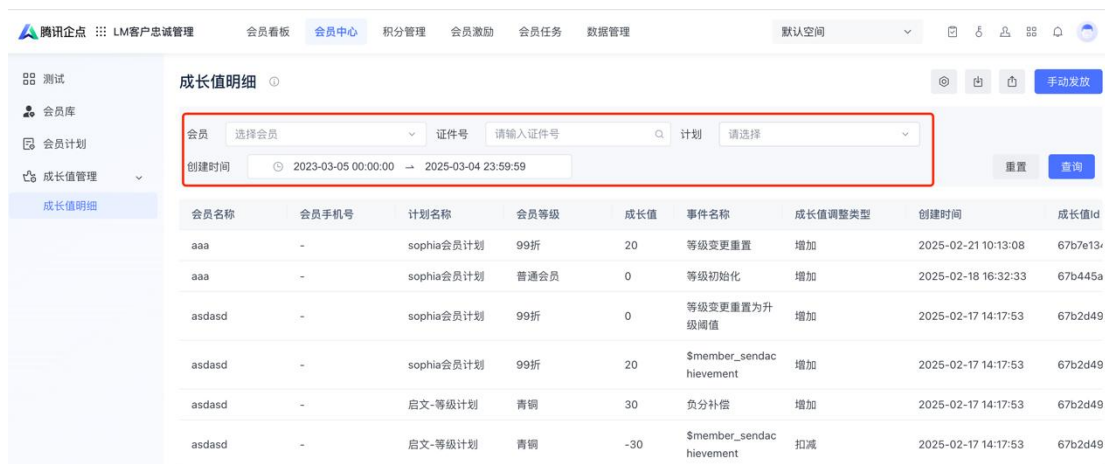 腾讯企点 LM客户忠诚管理 会员看板 会员中心 积分管理 会员激励 会员任务 数据管理 默认空间
测试
会员库
会员计划
成长值管理
成长值明细
成长值明细 手动发放
会员 选择会员 证件号 请输入证件号 计划 请选择
创建时间 2023-03-05 00:00:00 → 2025-03-04 23:59:59 重置 查询
会员名称 会员手机号 计划名称 会员等级 成长值 事件名称 成长值调整类型 创建时间 成长值Id
aaa - sophia会员计划 99折 20 等级变更重置 增加 2025-02-21 10:13:08 67b7e134
aaa - sophia会员计划 普通会员 0 等级初始化 增加 2025-02-18 16:32:33 67b445a
asdasd - sophia会员计划 99折 0 等级变更重置为升
级阈值 增加 2025-02-17 14:17:53 67b2d49
asdasd - sophia会员计划 99折 20 $member_sendac
hievement 增加 2025-02-17 14:17:53 67b2d49
asdasd - 启文-等级计划 青铜 30 负分补偿 增加 2025-02-17 14:17:53 67b2d49
asdasd - 启文-等级计划 青铜 -30 $member_sendac
hievement 扣减 2025-02-17 14:17:53 67b2d49